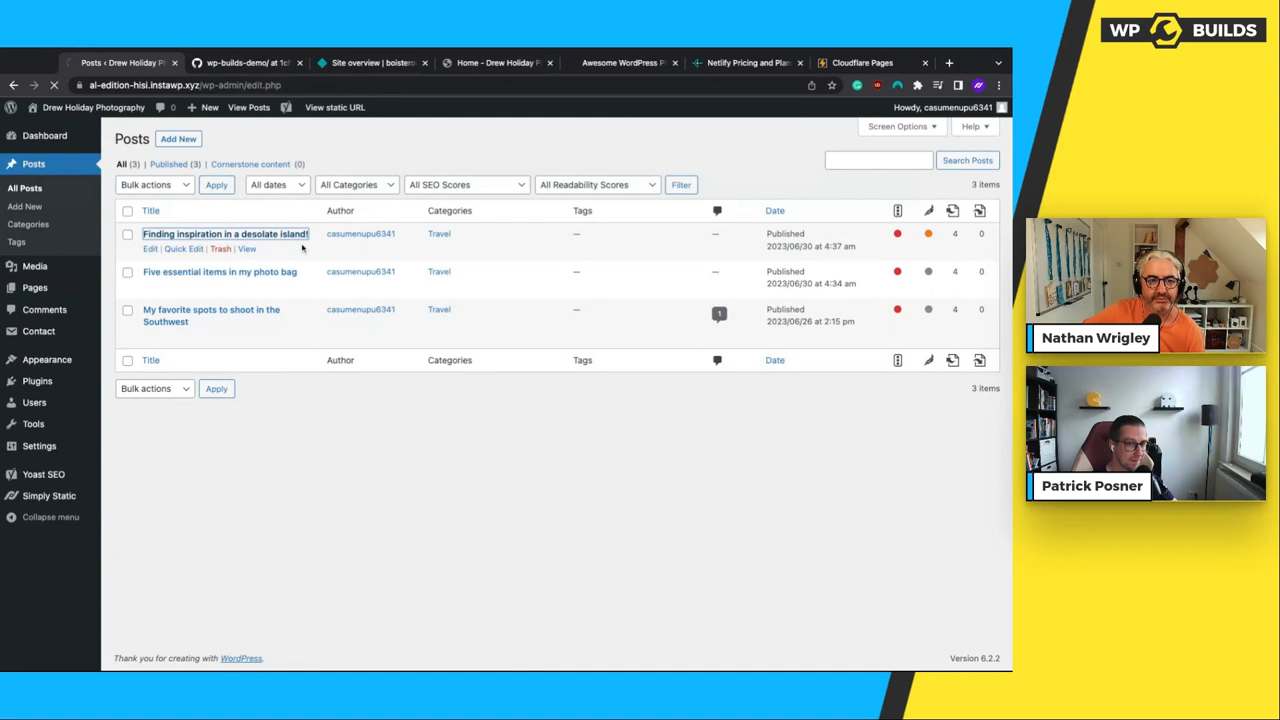 WP BUILDS
Posts ‹ Drew Holiday P
wp-builds-demo/ at 1cf
Site overview | boistero
Home - Drew Holiday P
Awesome WordPress P
Netlify Pricing and Plan
Cloudflare Pages
al-edition-hisi.instawp.xyz/wp-admin/edit.php
Drew Holiday Photography 0 New View Posts View static URL Howdy, casumenupu6341
Dashboard
Posts
All Posts
Add New
Categories
Tags
Media
Pages
Comments
Contact
Appearance
Plugins
Users
Tools
Settings
Yoast SEO
Simply Static
Collapse menu
Screen Options Help
Posts Add New
All (3) | Published (3) | Cornerstone content (0)
Search Posts
Bulk actions Apply All dates All Categories All SEO Scores All Readability Scores Filter 3 items
Title Author Categories Tags Date
Finding inspiration in a desolate island! casumenupu6341 Travel — — Published 4 0
Edit | Quick Edit | Trash | View 2023/06/30 at 4:37 am
Five essential items in my photo bag casumenupu6341 Travel — — Published 4 0
2023/06/30 at 4:34 am
My favorite spots to shoot in the casumenupu6341 Travel — 1 Published 4 0
Southwest 2023/06/26 at 2:15 pm
Title Author Categories Tags Date
Bulk actions Apply 3 items
Thank you for creating with WordPress. Version 6.2.2
Nathan Wrigley
Patrick Posner